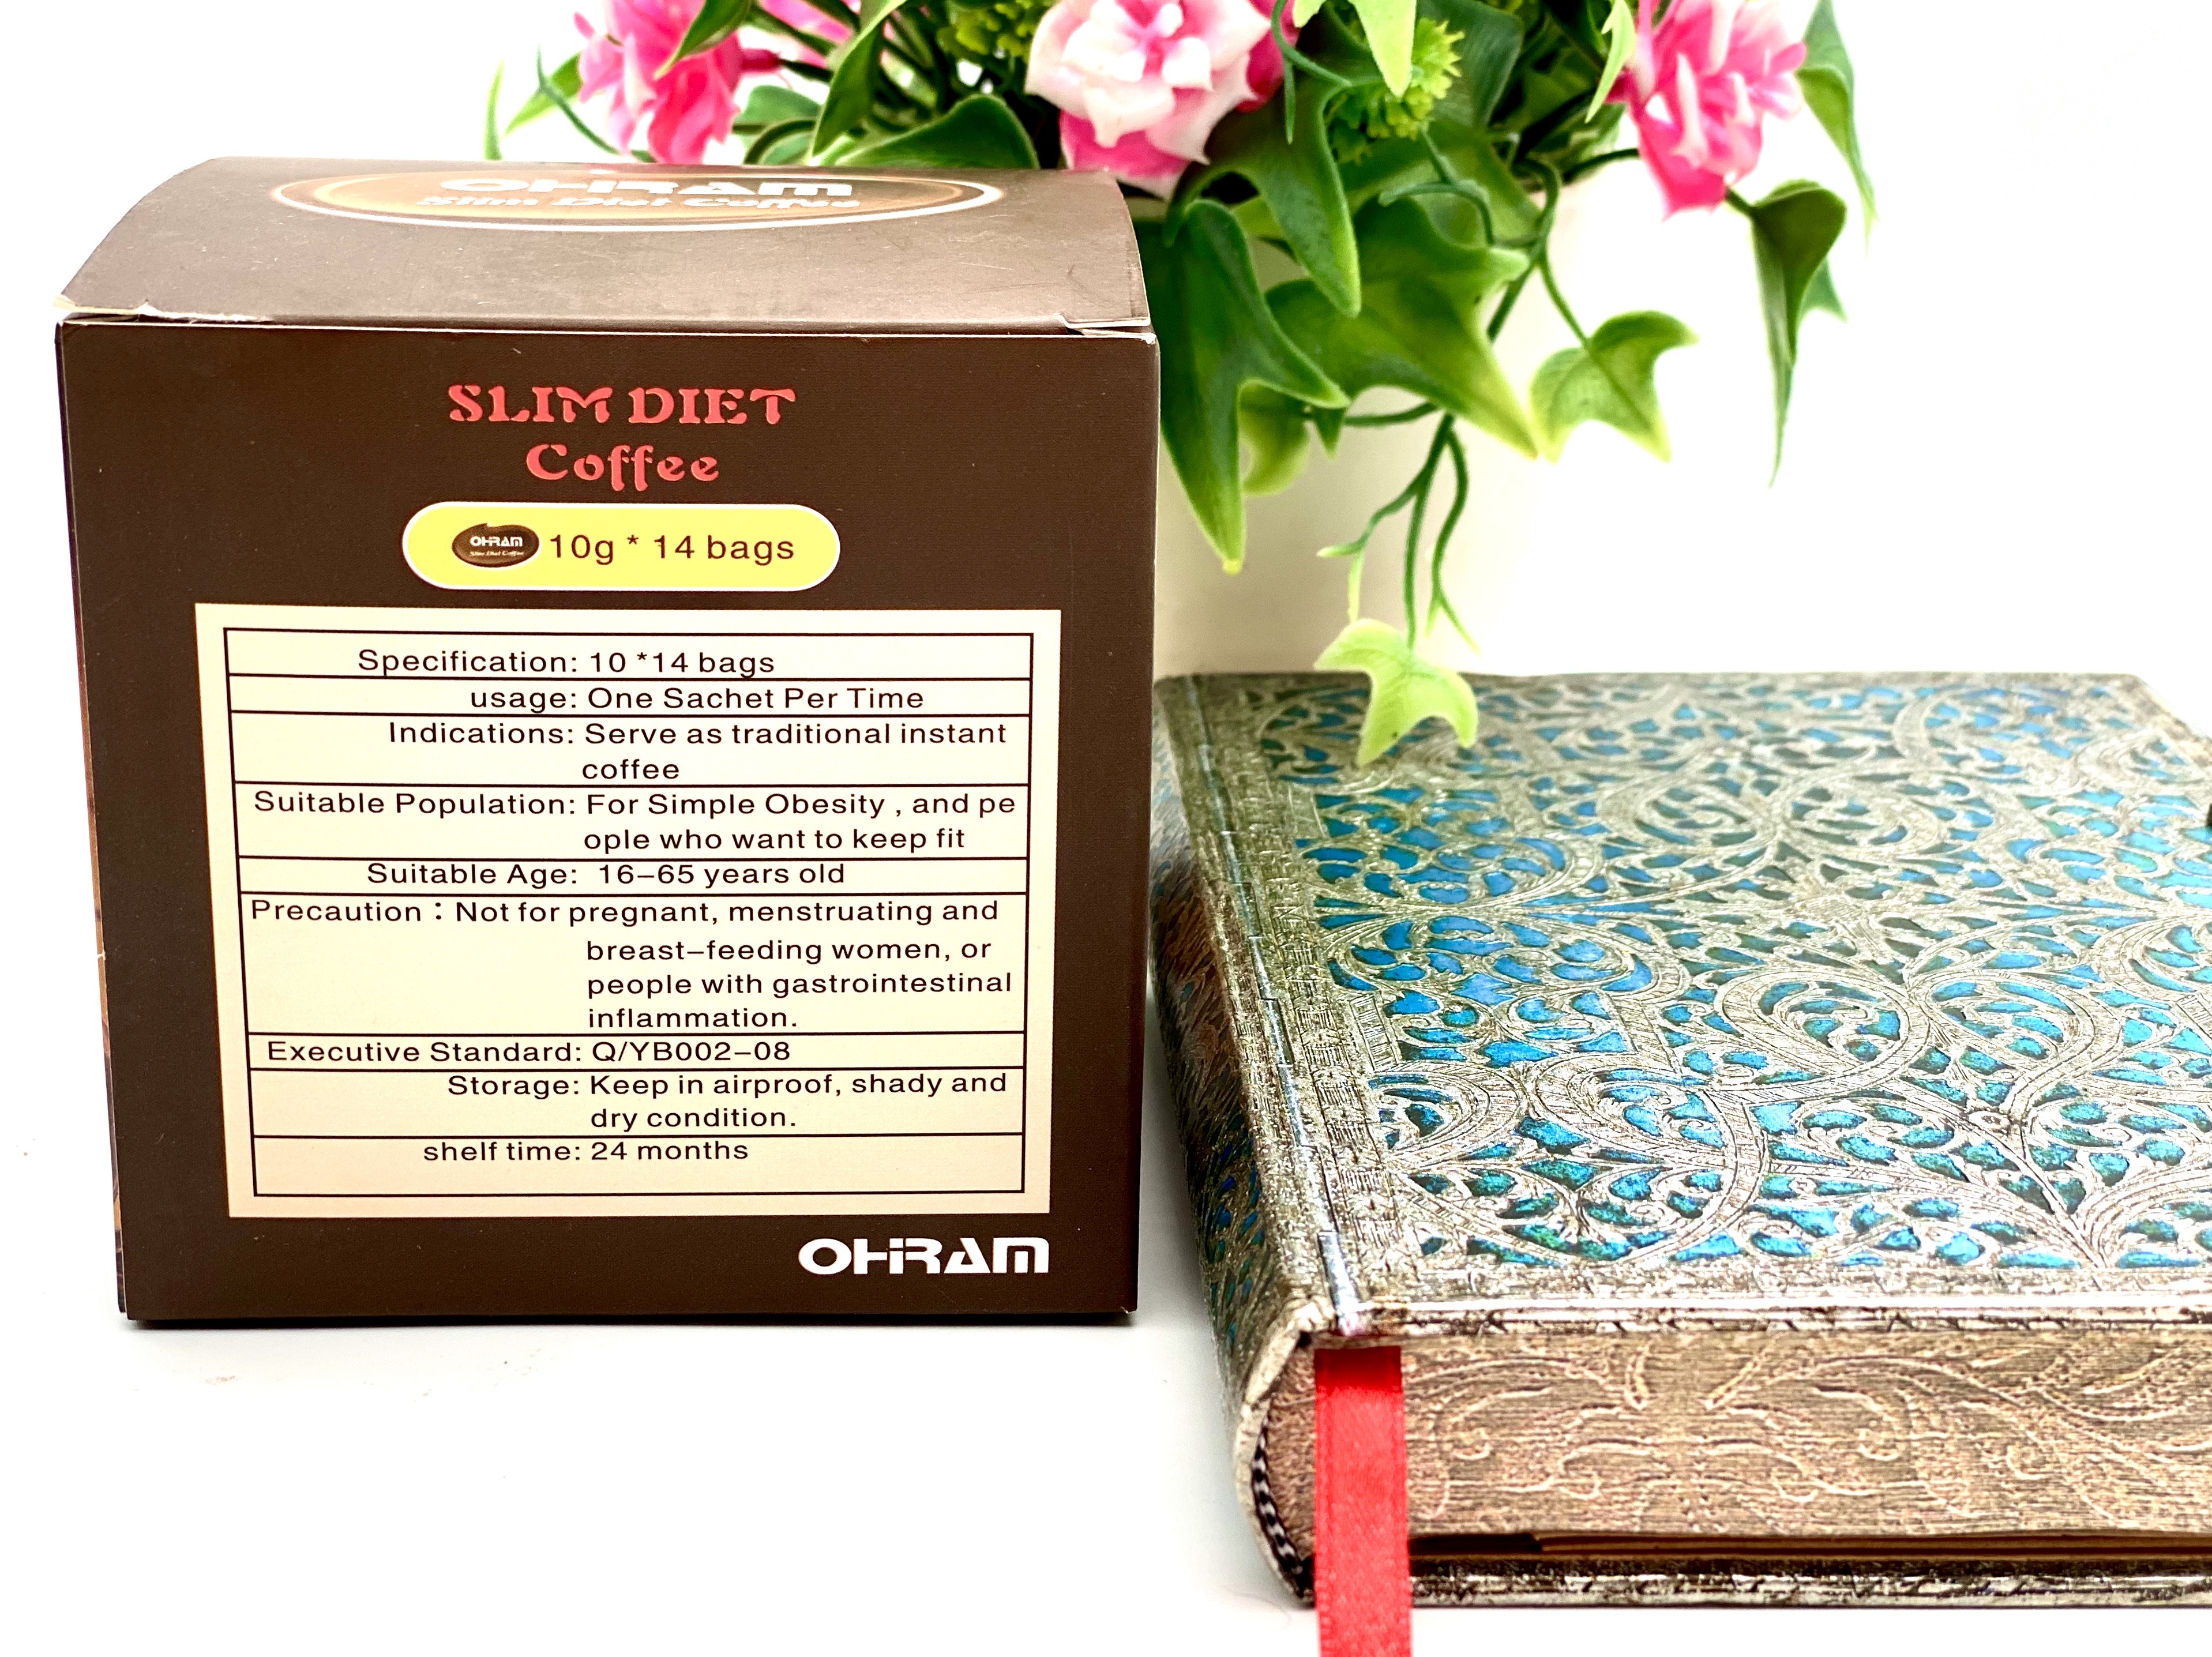 OHRAM
Slim Diet Coffee
SLIM DIET
Coffee
OHRAM
Slim Diet Coffee
10g * 14 bags
Specification: 10 *14 bags
usage: One Sachet Per Time
Indications: Serve as traditional instant
coffee
Suitable Population: For Simple Obesity , and pe
ople who want to keep fit
Suitable Age: 16–65 years old
Precaution : Not for pregnant, menstruating and
breast–feeding women, or
people with gastrointestinal
inflammation.
Executive Standard: Q/YB002–08
Storage: Keep in airproof, shady and
dry condition.
shelf time: 24 months
OHRAM